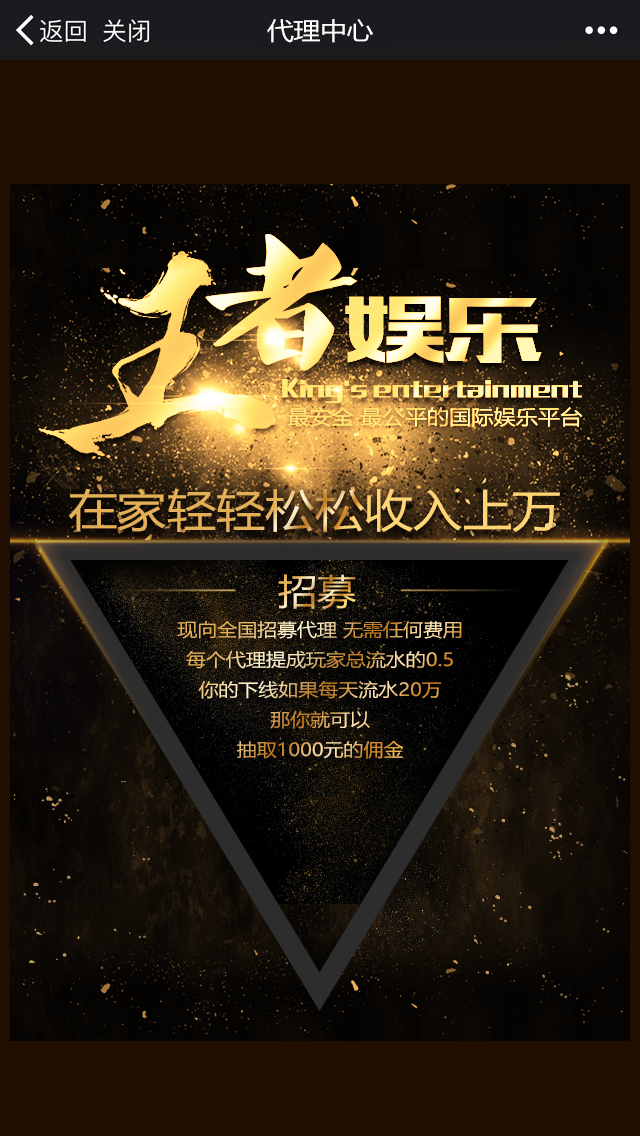 返回 关闭 代理中心
王者娱乐
King's entertainment
最安全 最公平的国际娱乐平台
在家轻轻松松收入上万
招募
现向全国招募代理 无需任何费用
每个代理提成玩家总流水的0.5
你的下线如果每天流水20万
那你就可以
抽取1000元的佣金